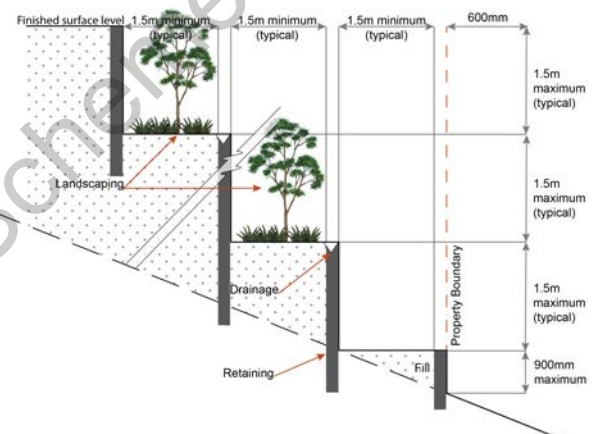 Finished surface level
1.5m minimum
(typical)
1.5m minimum
(typical)
1.5m minimum
(typical)
600mm
1.5m
maximum
(typical)
Landscaping
1.5m
maximum
(typical)
Drainage
Property Boundary
1.5m
maximum
(typical)
Retaining
Fill
900mm
maximum